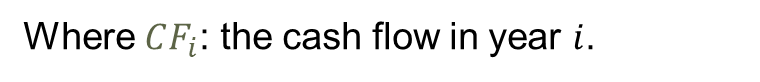 Where CFᵢ: the cash flow in year i.